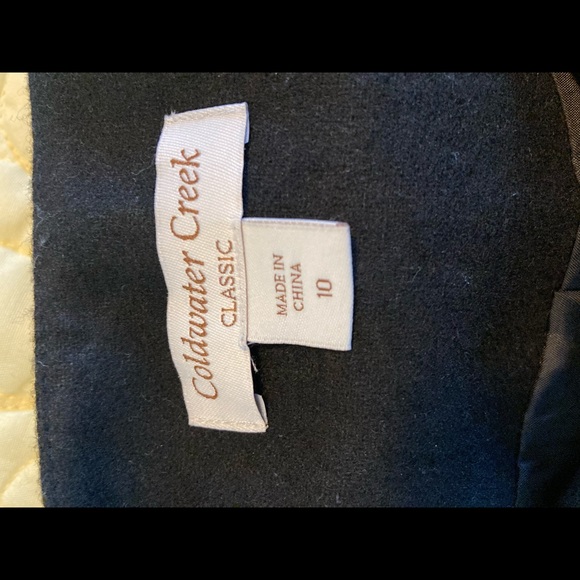 Coldwater Creek
CLASSIC
MADE IN
CHINA
10